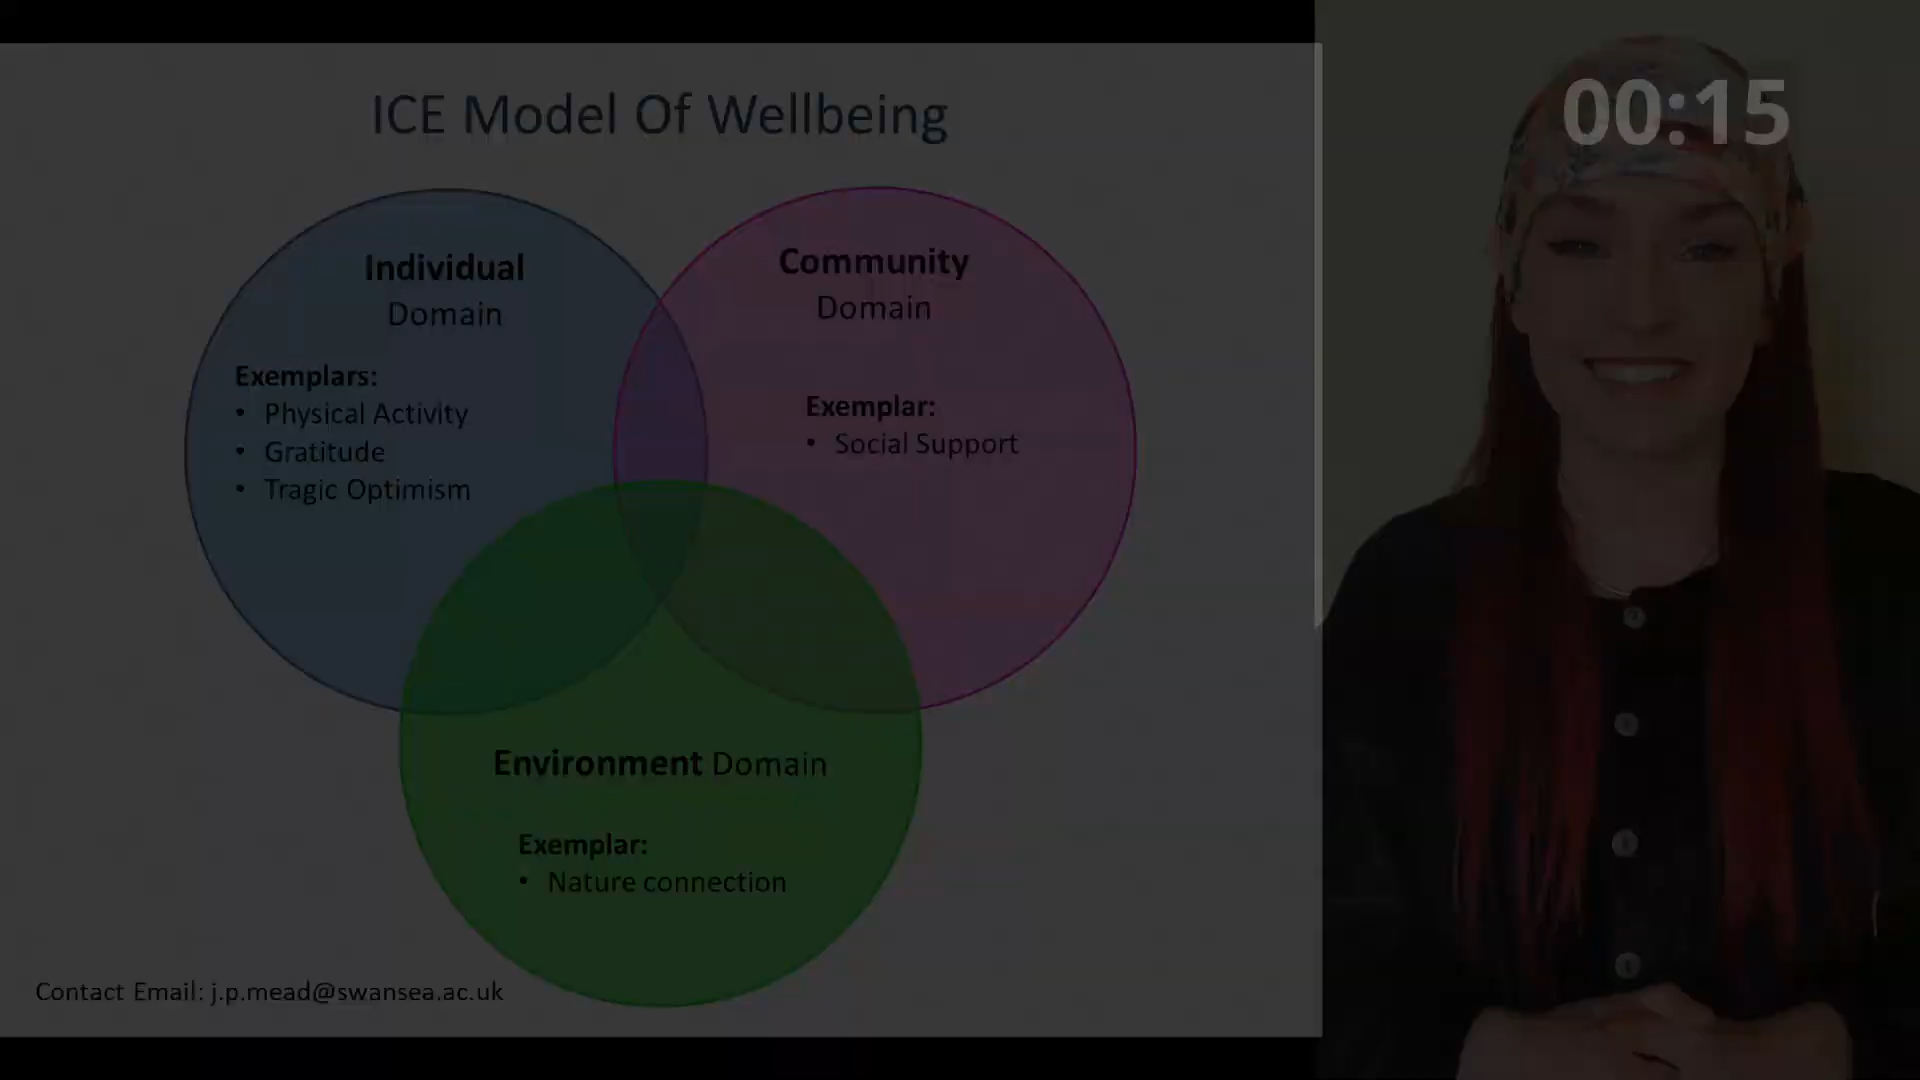 ICE Model Of Wellbeing
00:15
Individual
Domain
Exemplars:
• Physical Activity
• Gratitude
• Tragic Optimism
Community
Domain
Exemplar:
• Social Support
Environment Domain
Exemplar:
• Nature connection
Contact Email: j.p.mead@swansea.ac.uk